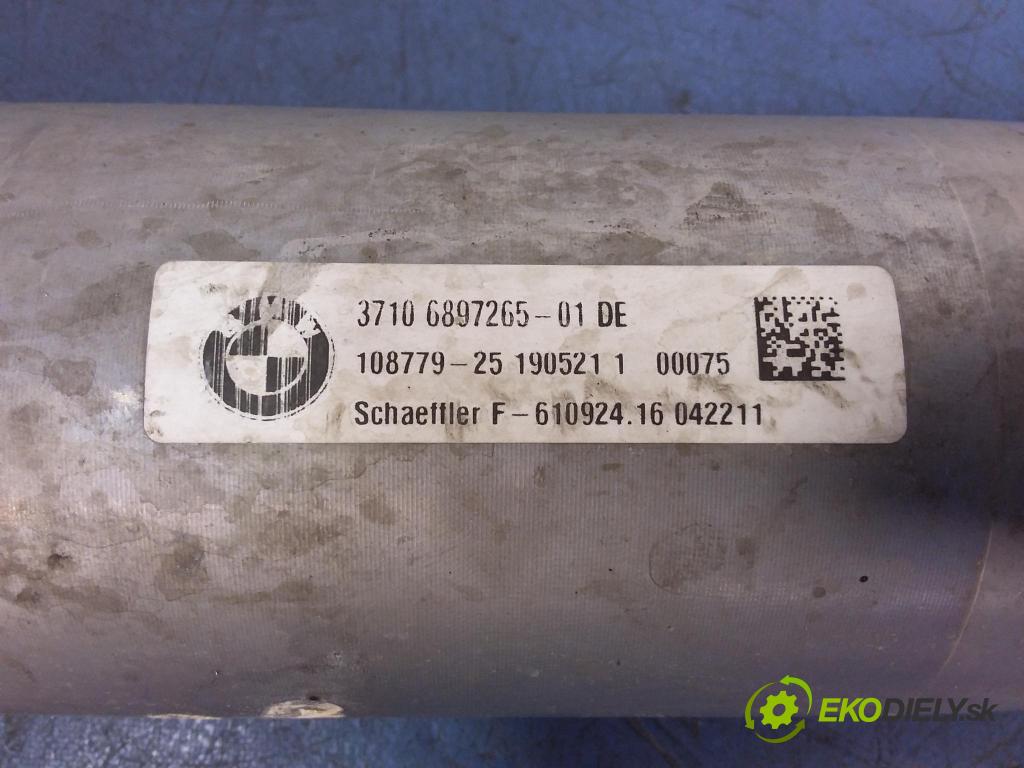 3710 6897265-01 DE
108779-25 190521 1 00075
Schaeffler F-610924.16 042211
EKODIELY.sk